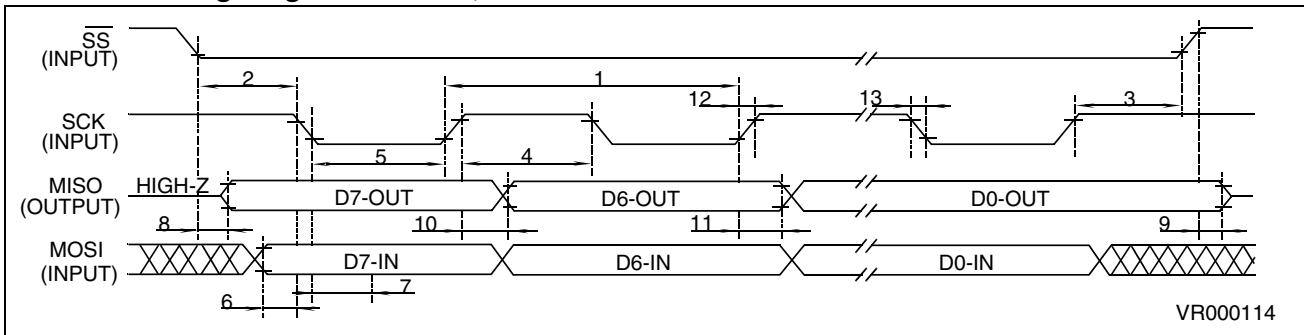 SS
(INPUT)
2
1
12
13
3
SCK
(INPUT)
5
4
MISO
(OUTPUT)
HIGH-Z
D7-OUT
D6-OUT
D0-OUT
8
10
11
9
MOSI
(INPUT)
D7-IN
D6-IN
D0-IN
6
7
VR000114